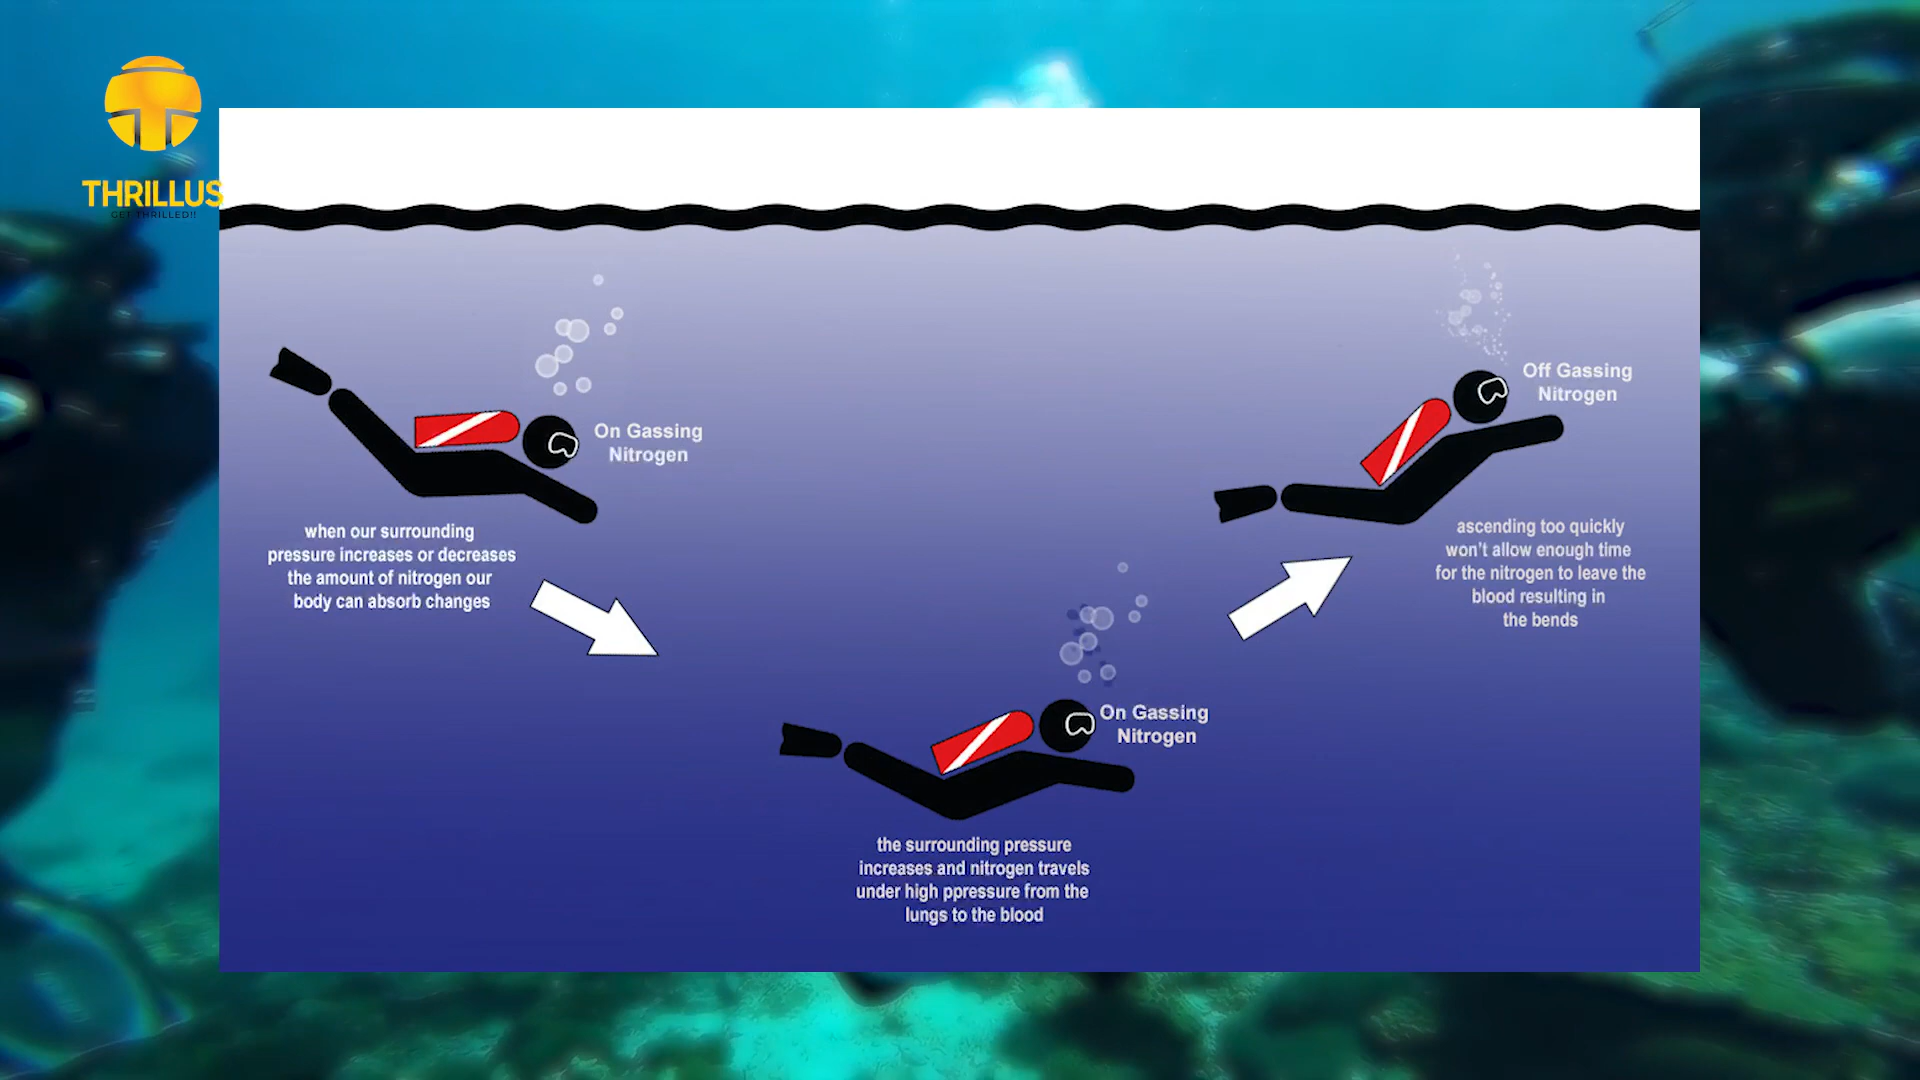 THRILLUS
GET THRILLED!!
On Gassing
Nitrogen
when our surrounding
pressure increases or decreases
the amount of nitrogen our
body can absorb changes
On Gassing
Nitrogen
the surrounding pressure
increases and nitrogen travels
under high ppressure from the
lungs to the blood
Off Gassing
Nitrogen
ascending too quickly
won't allow enough time
for the nitrogen to leave the
blood resulting in
the bends